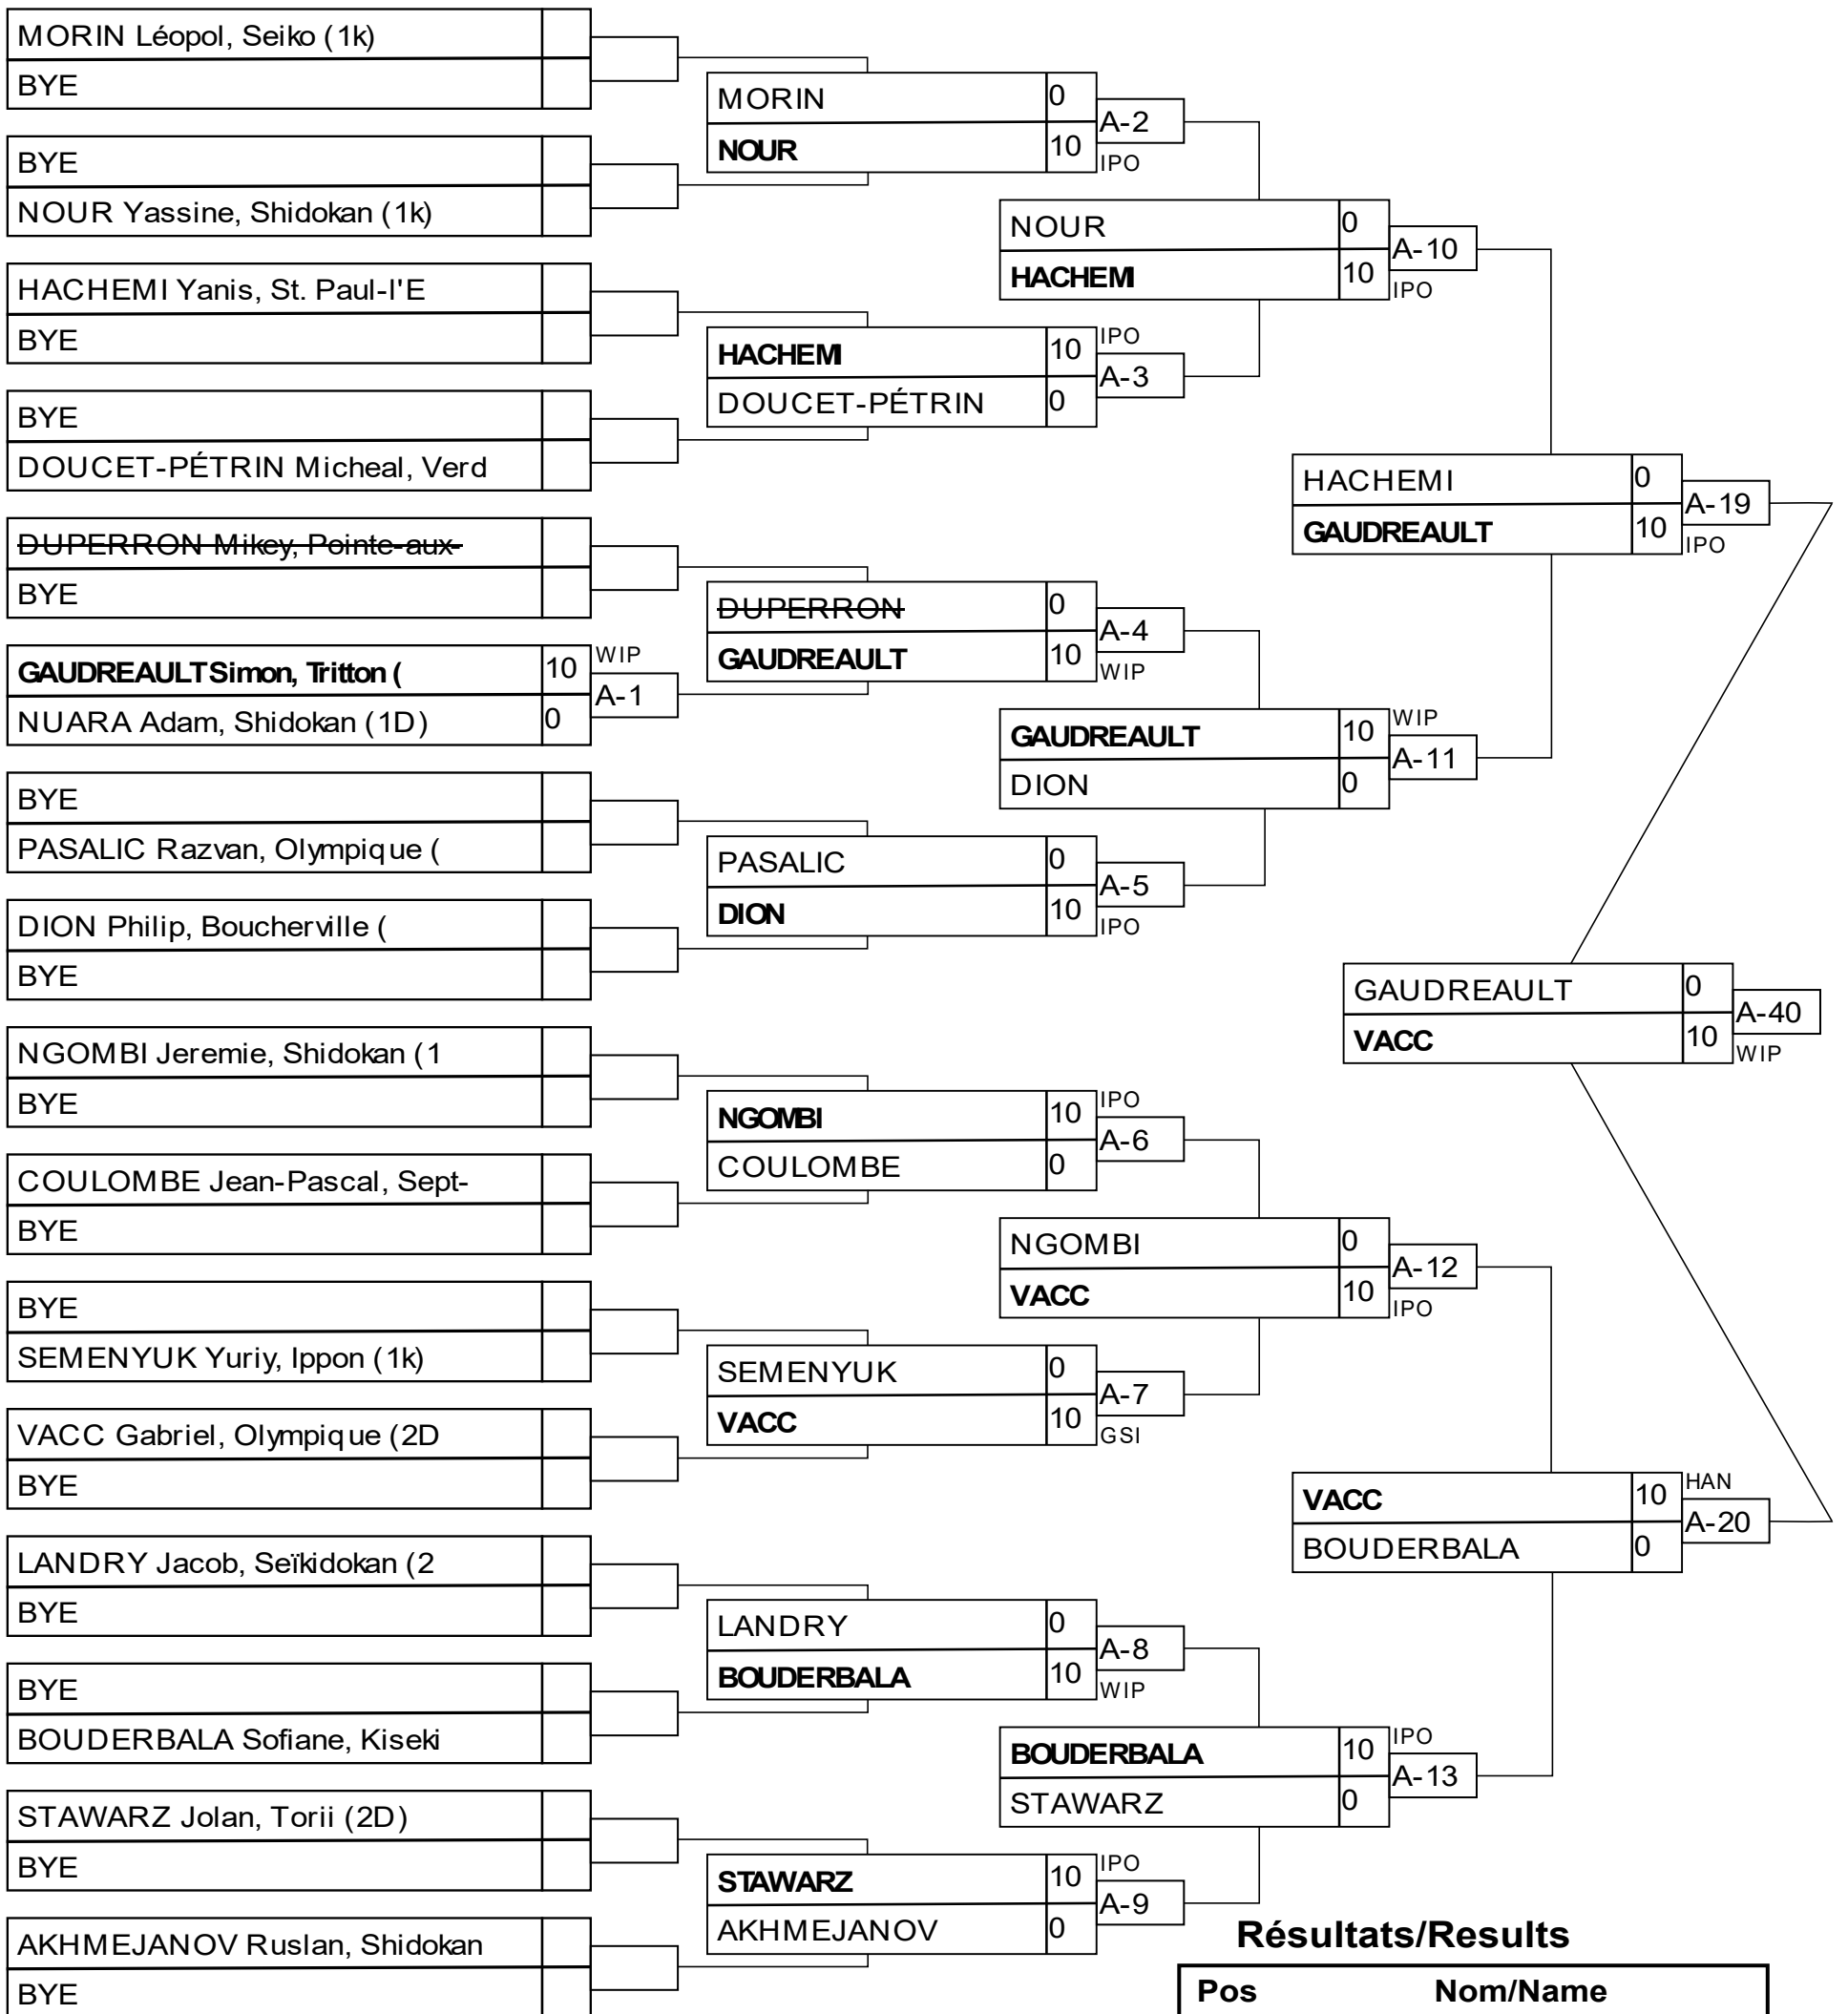 MORIN Léopol, Seiko (1k)
BYE
BYE
NOUR Yassine, Shidokan (1k)
HACHEMI Yanis, St. Paul-l'E
BYE
BYE
DOUCET-PÉTRIN Micheal, Verd
DUPERRON Mikey, Pointe-aux-
BYE
GAUDREAULT Simon, Tritton ( 10 WIP
A-1
NUARA Adam, Shidokan (1D) 0
BYE
PASALIC Razvan, Olympique (
DION Philip, Boucherville (
BYE
NGOMBI Jeremie, Shidokan (1
BYE
COULOMBE Jean-Pascal, Sept-
BYE
BYE
SEMENYUK Yuriy, Ippon (1k)
VACC Gabriel, Olympique (2D
BYE
LANDRY Jacob, Seïkidokan (2
BYE
BYE
BOUDERBALA Sofiane, Kiseki
STAWARZ Jolan, Torii (2D)
BYE
AKHMEJANOV Ruslan, Shidokan
BYE
MORIN 0
A-2
NOUR 10 IPO
HACHEMI 10 IPO
A-3
DOUCET-PÉTRIN 0
DUPERRON 0
A-4
GAUDREAULT 10 WIP
PASALIC 0
A-5
DION 10 IPO
NGOMBI 10 IPO
A-6
COULOMBE 0
SEMENYUK 0
A-7
VACC 10 GSI
LANDRY 0
A-8
BOUDERBALA 10 WIP
STAWARZ 10 IPO
A-9
AKHMEJANOV 0
NOUR 0
A-10
HACHEMI 10 IPO
GAUDREAULT 10 WIP
A-11
DION 0
NGOMBI 0
A-12
VACC 10 IPO
BOUDERBALA 10 IPO
A-13
STAWARZ 0
HACHEMI 0
A-19
GAUDREAULT 10 IPO
VACC 10 HAN
A-20
BOUDERBALA 0
GAUDREAULT 0
A-40
VACC 10 WIP
Résultats/Results
Pos Nom/Name